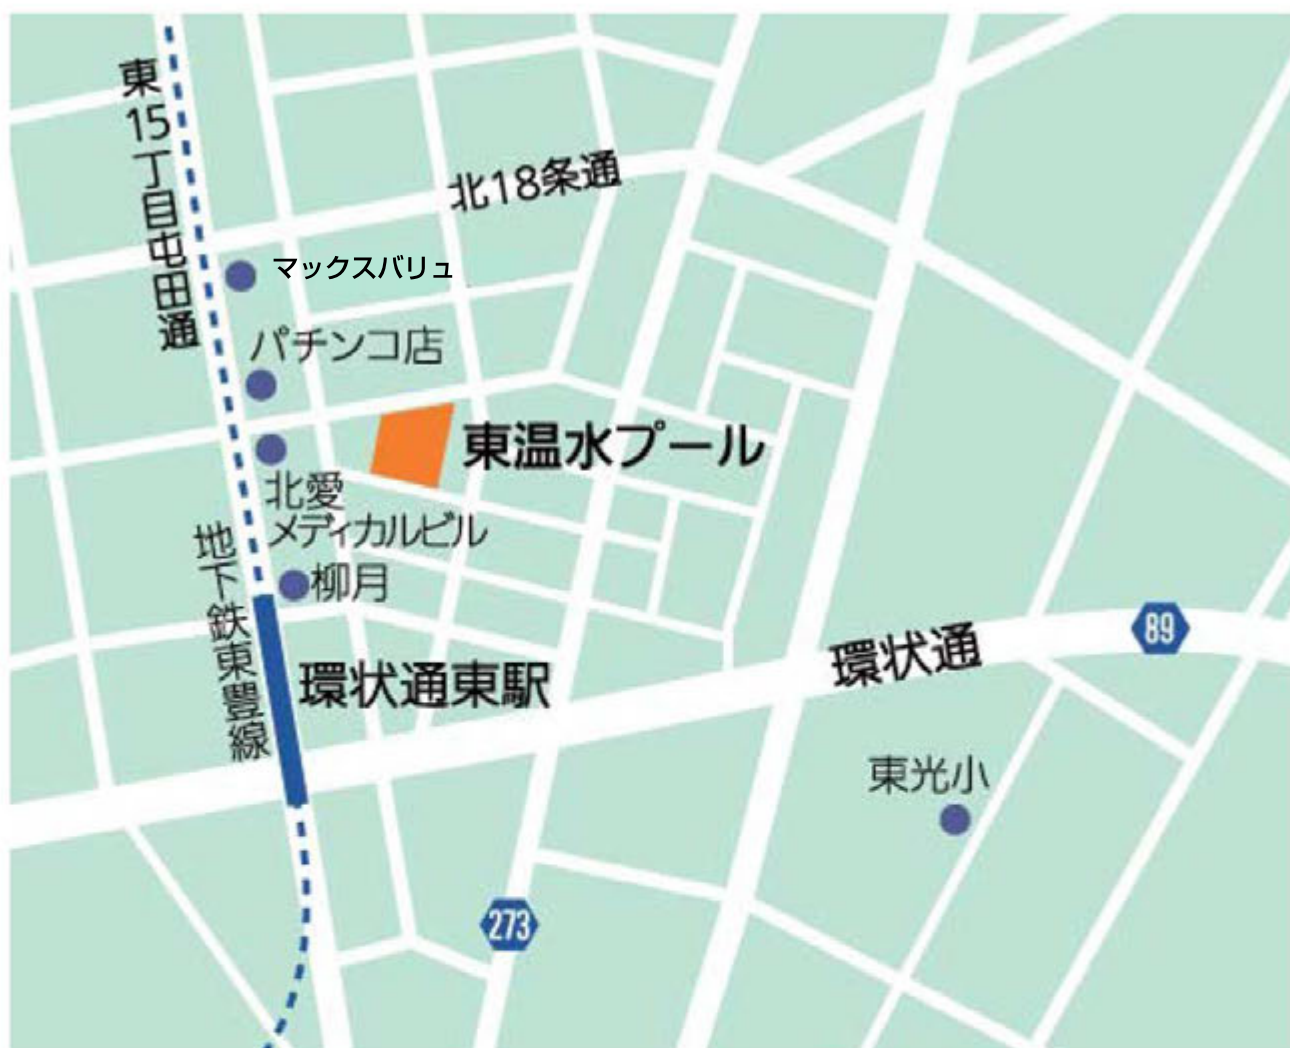 東15丁目屯田通
北18条通
マックスバリュ
パチンコ店
東温水プール
北愛
メディカルビル
柳月
地下鉄東豊線
環状通東駅
環状通
89
東光小
273